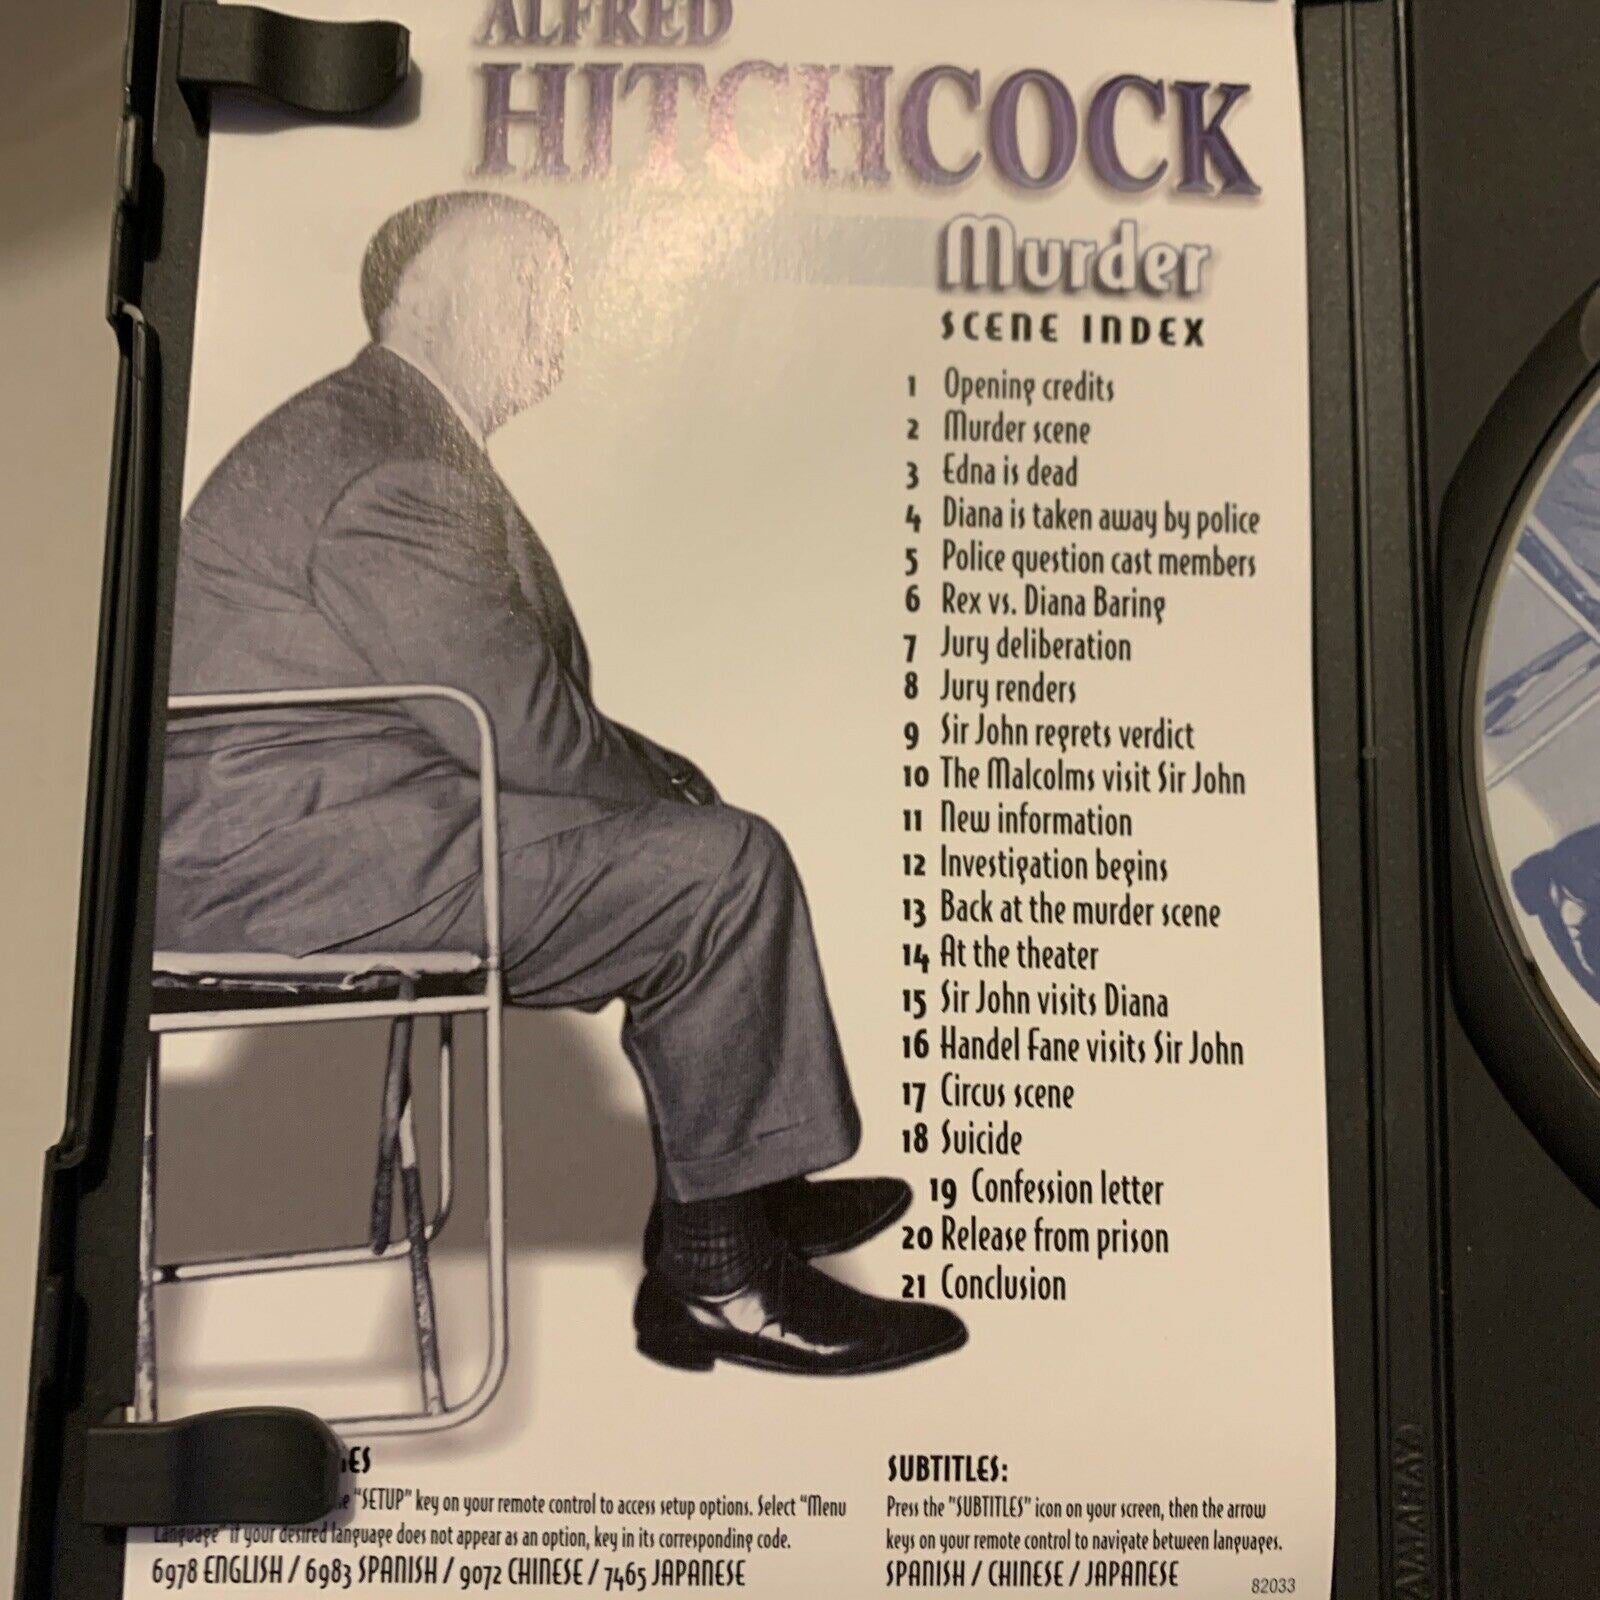 ALFRED
HITCHCOCK
Murder
SCENE INDEX
1 Opening credits
2 Murder scene
3 Edna is dead
4 Diana is taken away by police
5 Police question cast members
6 Rex vs. Diana Baring
7 Jury deliberation
8 Jury renders
9 Sir John regrets verdict
10 The Malcolms visit Sir John
11 New information
12 Investigation begins
13 Back at the murder scene
14 At the theater
15 Sir John visits Diana
16 Handel Fane visits Sir John
17 Circus scene
18 Suicide
19 Confession letter
20 Release from prison
21 Conclusion
"SETUP" key on your remote control to access setup options. Select "Menu
Language" if your desired language does not appear as an option, key in its corresponding code.
6978 ENGLISH / 6983 SPANISH / 9072 CHINESE / 7465 JAPANESE
SUBTITLES:
Press the "SUBTITLES" icon on your screen, then the arrow
keys on your remote control to navigate between languages.
SPANISH / CHINESE / JAPANESE
82033
AMARAY